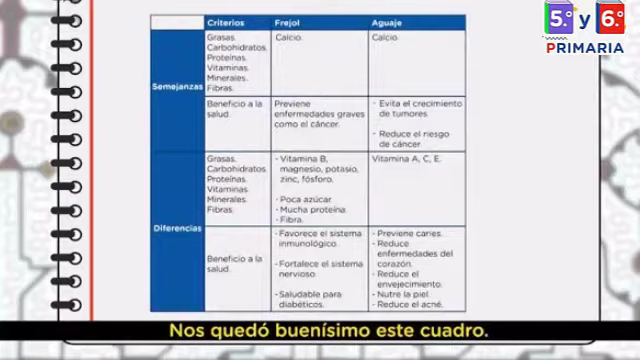 5.° y 6.°
PRIMARIA
Criterios Frejol Aguaje
Semejanzas
Grasas.
Carbohidratos.
Proteínas.
Vitaminas.
Minerales.
Fibras.
Calcio.
Calcio.
Beneficio a la
salud.
Previene
enfermedades graves
como el cáncer.
- Evita el crecimiento
de tumores
- Reduce el riesgo
de cáncer
Diferencias
Grasas.
Carbohidratos.
Proteínas.
Vitaminas
Minerales
Fibras.
- Vitamina B,
magnesio, potasio,
zinc, fósforo.
- Poca azúcar.
- Mucha proteína.
- Fibra.
Vitamina A, C, E.
Beneficio a la
salud.
- Favorece el sistema
inmunológico.
- Fortalece el sistema
nervioso.
- Saludable para
diabéticos.
- Previene caries.
- Reduce
enfermedades del
corazón.
- Reduce el
envejecimiento.
- Nutre la piel.
- Reduce el acné.
Nos quedó buenísimo este cuadro.